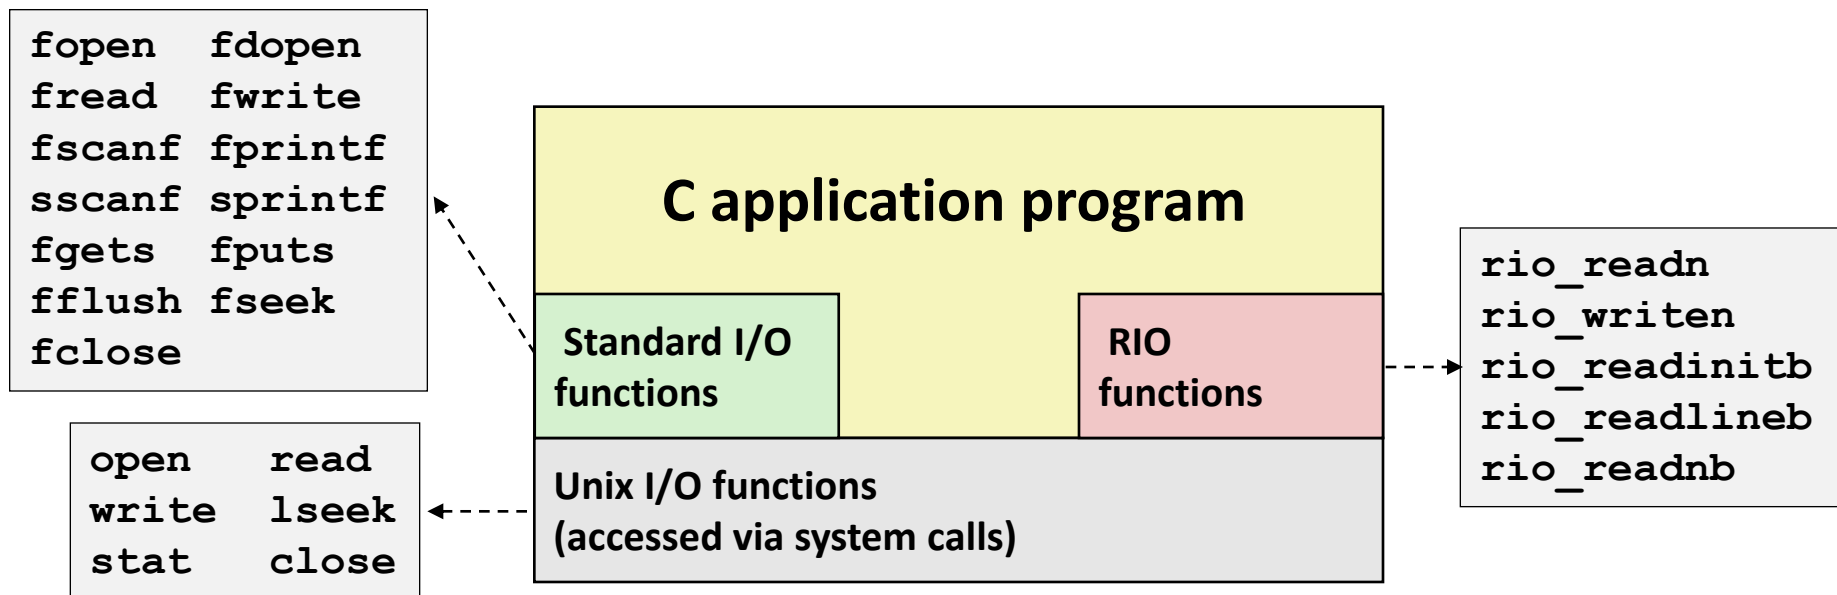 fopen fdopen
fread fwrite
fscanf fprintf
sscanf sprintf
fgets fputs
fflush fseek
fclose
C application program
Standard I/O
functions
RIO
functions
rio_readn
rio_writen
rio_readinitb
rio_readlineb
rio_readnb
open read
write lseek
stat close
Unix I/O functions
(accessed via system calls)